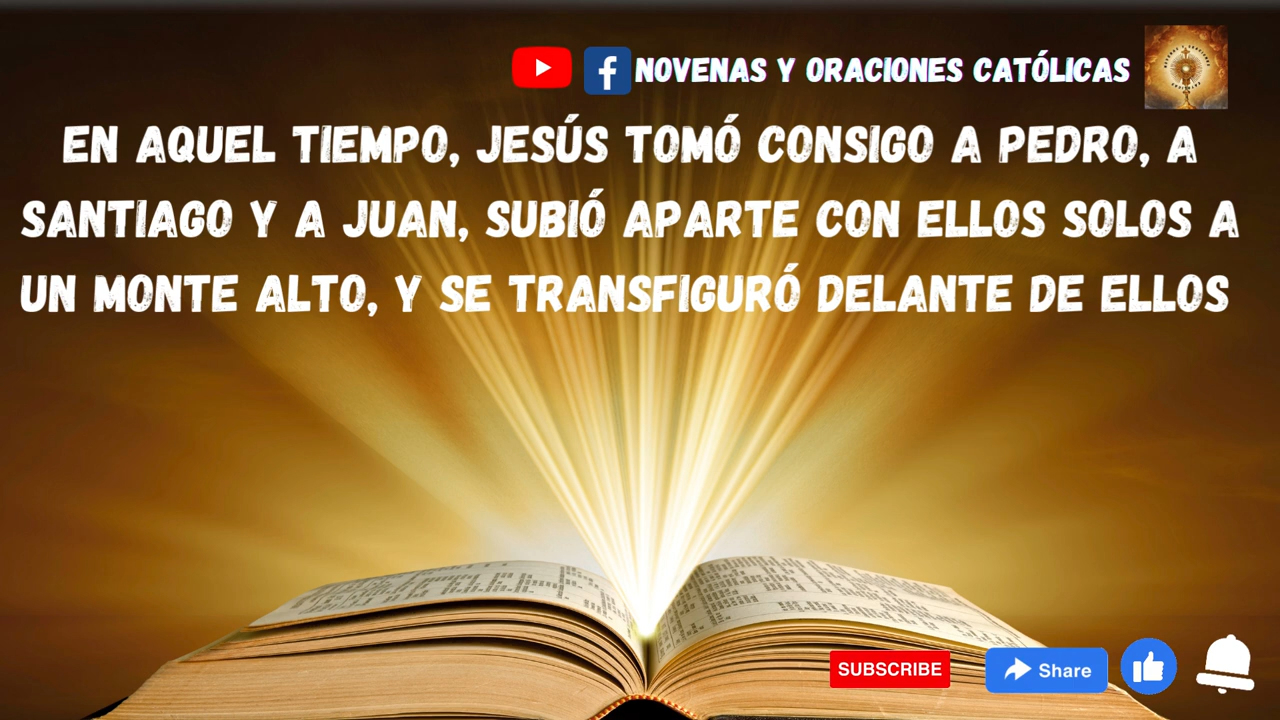 NOVENAS Y ORACIONES CATÓLICAS
EN AQUEL TIEMPO, JESÚS TOMÓ CONSIGO A PEDRO, A
SANTIAGO Y A JUAN, SUBIÓ APARTE CON ELLOS SOLOS A
UN MONTE ALTO, Y SE TRANSFIGURÓ DELANTE DE ELLOS
SUBSCRIBE
Share